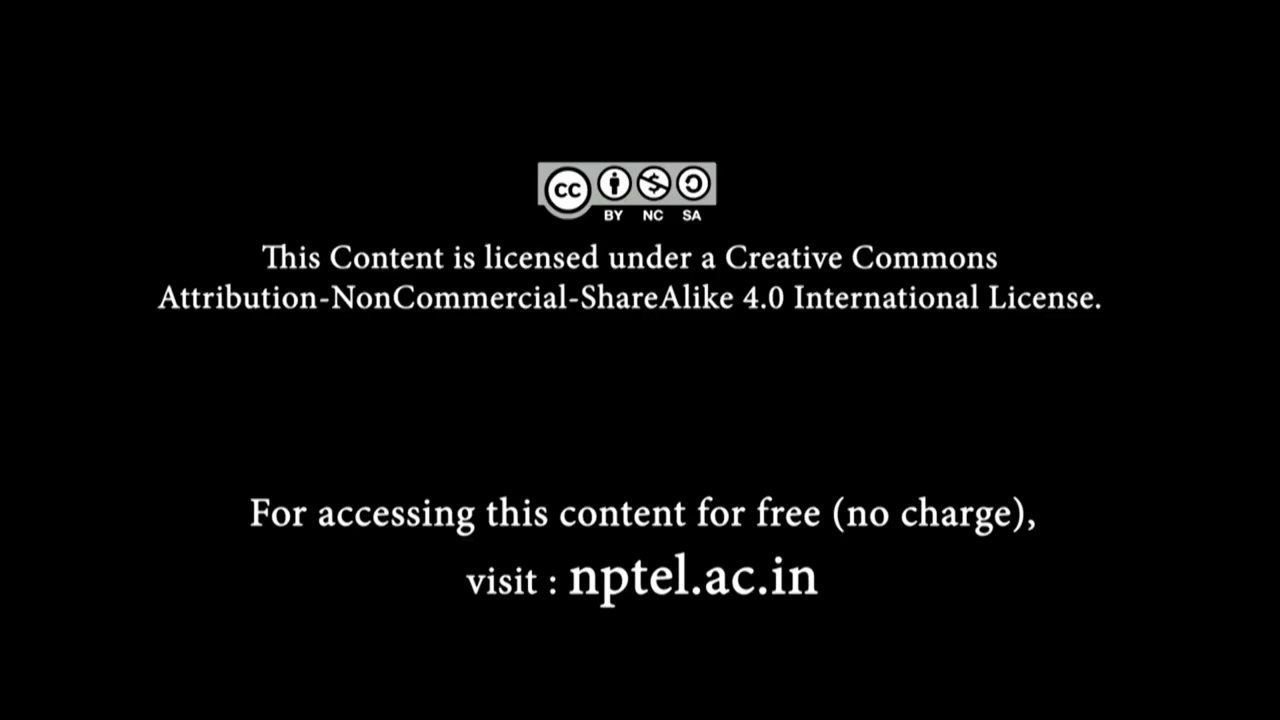 cc BY NC SA
This Content is licensed under a Creative Commons
Attribution-NonCommercial-ShareAlike 4.0 International License.
For accessing this content for free (no charge),
visit : nptel.ac.in